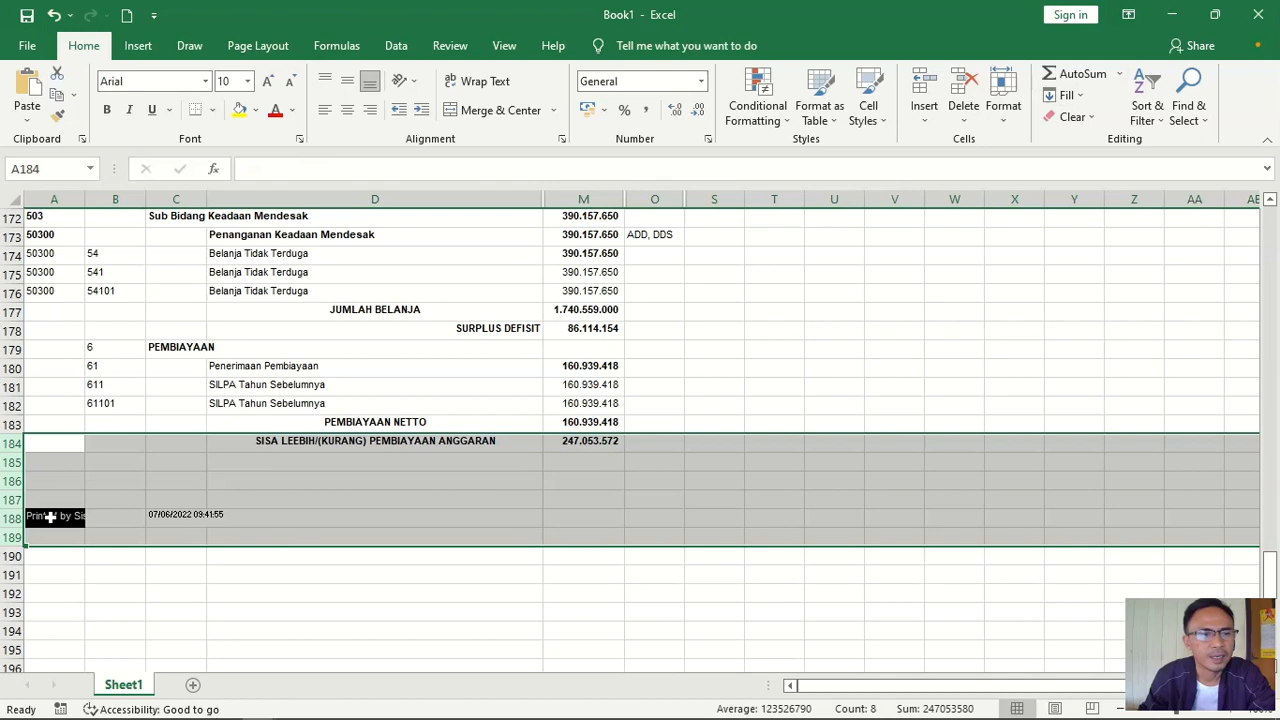 Book1 - Excel
Sign in
File Home Insert Draw Page Layout Formulas Data Review View Help Tell me what you want to do Share
Paste
Clipboard
Arial 10
B I U
Font
Wrap Text
Merge & Center
Alignment
General
Number
Conditional Formatting
Format as Table
Cell Styles
Styles
Insert
Delete
Format
Cells
AutoSum
Fill
Clear
Sort & Filter
Find & Select
Editing
A184
A B C D M O S T U V W X Y Z AA AB
172 503 Sub Bidang Keadaan Mendesak 390.157.650
173 50300 Penanganan Keadaan Mendesak 390.157.650 ADD, DDS
174 50300 54 Belanja Tidak Terduga 390.157.650
175 50300 541 Belanja Tidak Terduga 390.157.650
176 50300 54101 Belanja Tidak Terduga 390.157.650
177 JUMLAH BELANJA 1.740.559.000
178 SURPLUS DEFISIT 86.114.154
179 6 PEMBIAYAAN
180 61 Penerimaan Pembiayaan 160.939.418
181 611 SILPA Tahun Sebelumnya 160.939.418
182 61101 SILPA Tahun Sebelumnya 160.939.418
183 PEMBIAYAAN NETTO 160.939.418
184 SISA LEEBIH/(KURANG) PEMBIAYAAN ANGGARAN 247.053.572
185
186
187
188 by Sis 07/06/2022 09:41:55
189
190
191
192
193
194
195
196
Sheet1
Ready Accessibility: Good to go Average: 123526790 Count: 8 Sum: 247053580